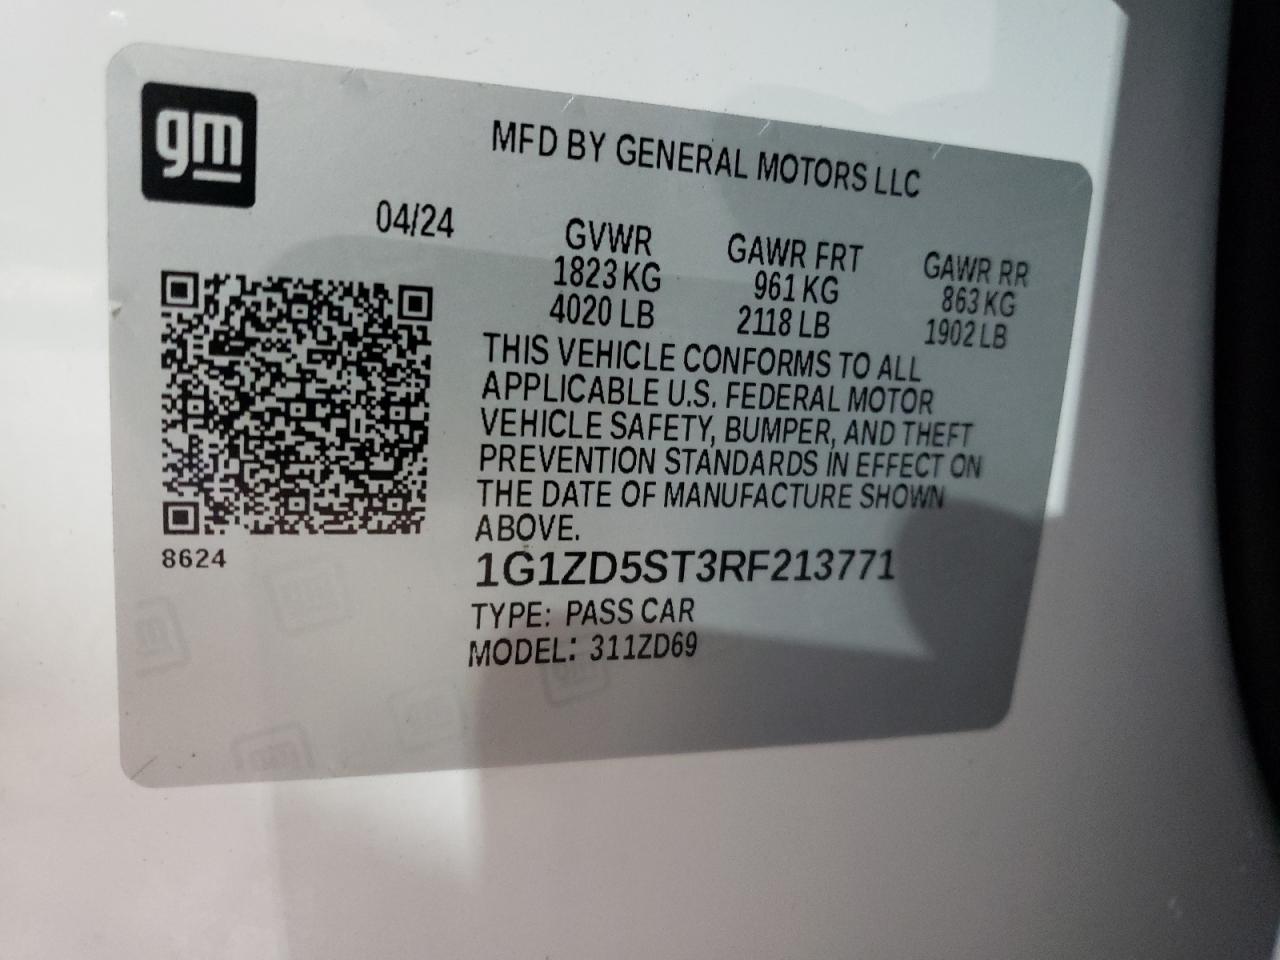 gm
MFD BY GENERAL MOTORS LLC
04/24
GVWR
1823 KG
4020 LB
GAWR FRT
961 KG
2118 LB
GAWR RR
863 KG
1902 LB
THIS VEHICLE CONFORMS TO ALL
APPLICABLE U.S. FEDERAL MOTOR
VEHICLE SAFETY, BUMPER, AND THEFT
PREVENTION STANDARDS IN EFFECT ON
THE DATE OF MANUFACTURE SHOWN
ABOVE.
8624
1G1ZD5ST3RF213771
TYPE: PASS CAR
MODEL: 311ZD69